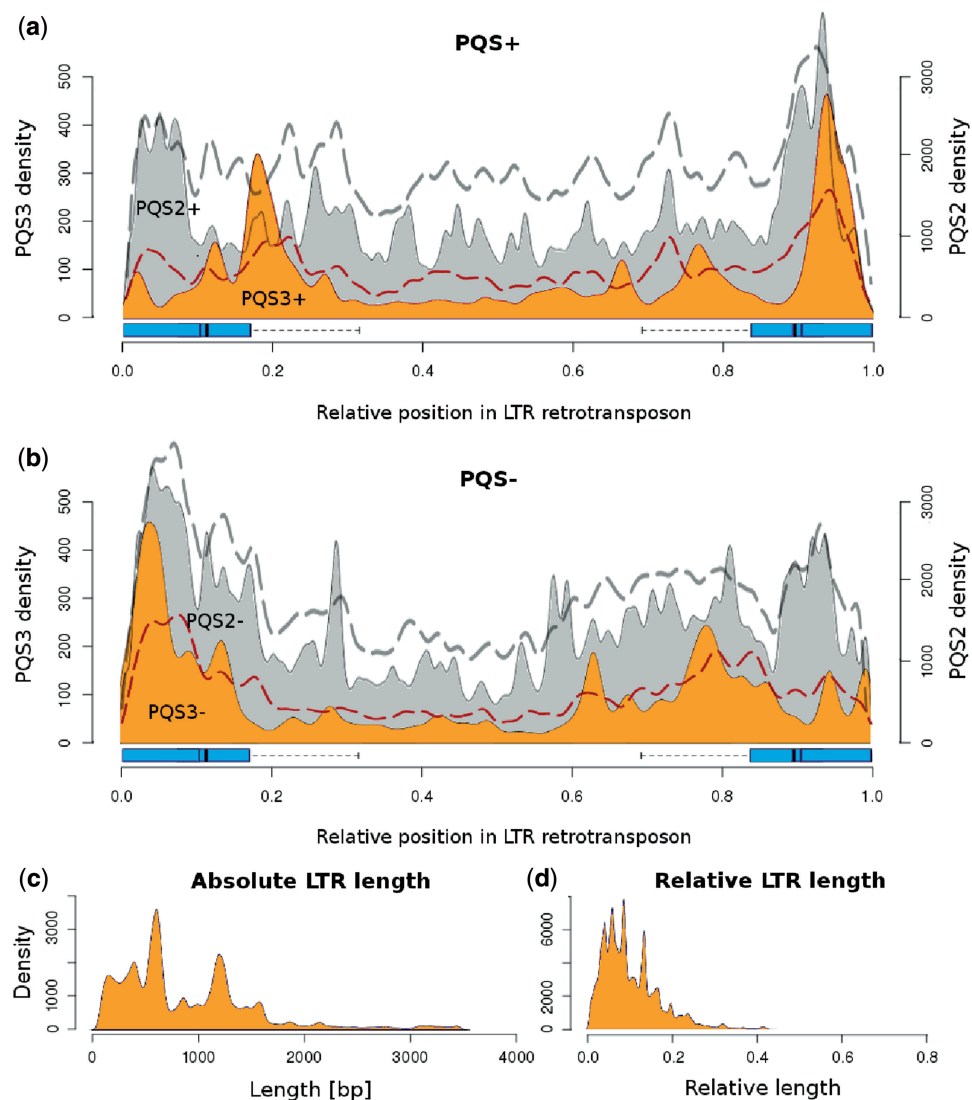 (a)
PQS+
PQS3 density
0
100
200
300
400
500
PQS2 density
0
1000
2000
3000
PQS2+
PQS3+
0.0 0.2 0.4 0.6 0.8 1.0
Relative position in LTR retrotransposon
(b)
PQS-
PQS3 density
0
100
200
300
400
500
PQS2 density
0
1000
2000
3000
PQS2-
PQS3-
0.0 0.2 0.4 0.6 0.8 1.0
Relative position in LTR retrotransposon
(c)
Absolute LTR length
Density
0 1000 3000
0 1000 2000 3000 4000
Length [bp]
(d)
Relative LTR length
0 2000 6000
0.0 0.2 0.4 0.6 0.8
Relative length